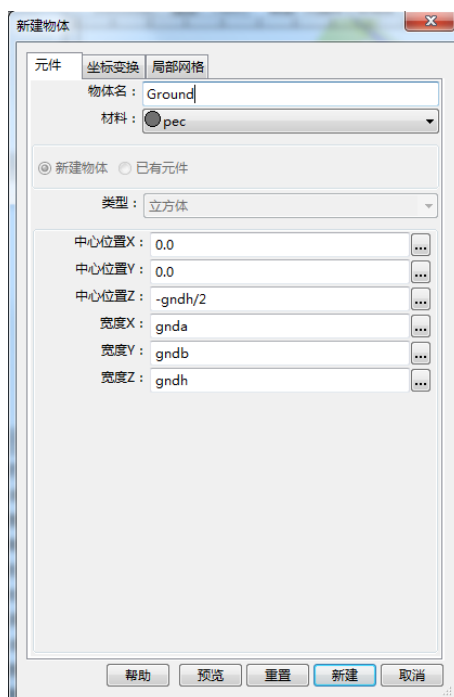 新建物体
元件 坐标变换 局部网格
物体名： Ground
材料： pec
新建物体 已有元件
类型： 立方体
中心位置X： 0.0 ...
中心位置Y： 0.0 ...
中心位置Z： -gndh/2 ...
宽度X： gnda ...
宽度Y： gndb ...
宽度Z： gndh ...
帮助 预览 重置 新建 取消